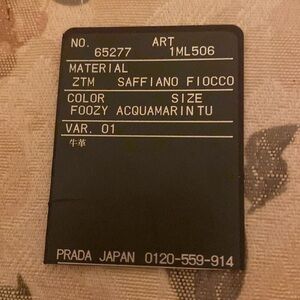 NO. ART
65277 1ML506
MATERIAL
ZTM SAFFIANO FIOCCO
COLOR SIZE
F00ZY ACQUAMARIN TU
VAR. 01
牛革
PRADA JAPAN 0120-559-914